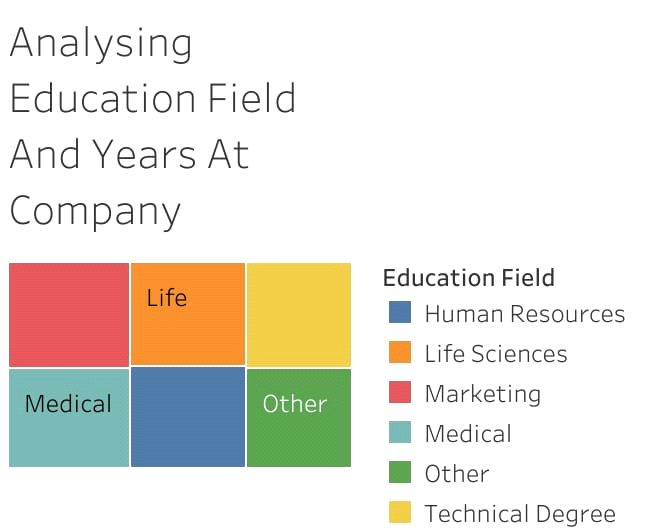 Analysing
Education Field
And Years At
Company
Life
Medical
Other
Education Field
Human Resources
Life Sciences
Marketing
Medical
Other
Technical Degree